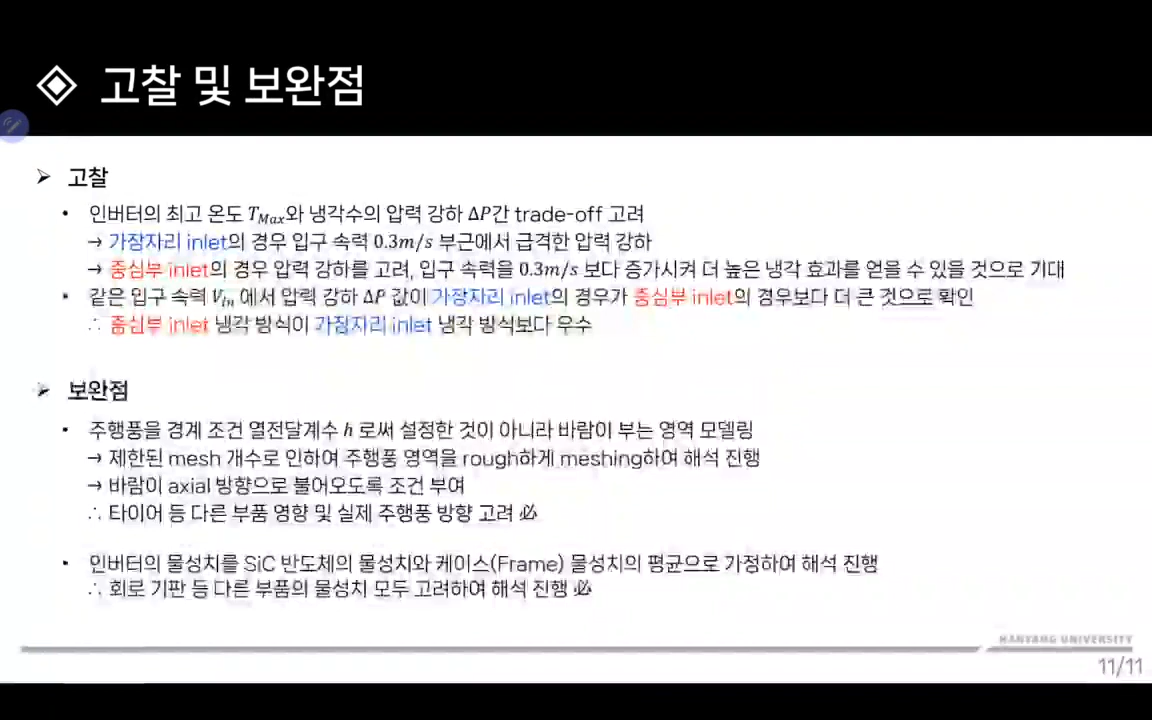 고찰 및 보완점
➢ 고찰
• 인버터의 최고 온도 T_Max와 냉각수의 압력 강하 ΔP간 trade-off 고려
→ 가장자리 inlet의 경우 입구 속력 0.3m/s 부근에서 급격한 압력 강하
→ 중심부 inlet의 경우 압력 강하를 고려, 입구 속력을 0.3m/s 보다 증가시켜 더 높은 냉각 효과를 얻을 수 있을 것으로 기대
• 같은 입구 속력 V_in 에서 압력 강하 ΔP 값이 가장자리 inlet의 경우가 중심부 inlet의 경우보다 더 큰 것으로 확인
∴ 중심부 inlet 냉각 방식이 가장자리 inlet 냉각 방식보다 우수
➢ 보완점
• 주행풍을 경계 조건 열전달계수 h 로써 설정한 것이 아니라 바람이 부는 영역 모델링
→ 제한된 mesh 개수로 인하여 주행풍 영역을 rough하게 meshing하여 해석 진행
→ 바람이 axial 방향으로 불어오도록 조건 부여
∴ 타이어 등 다른 부품 영향 및 실제 주행풍 방향 고려 必
• 인버터의 물성치를 SiC 반도체의 물성치와 케이스(Frame) 물성치의 평균으로 가정하여 해석 진행
∴ 회로 기판 등 다른 부품의 물성치 모두 고려하여 해석 진행 必
HANYANG UNIVERSITY
11/11